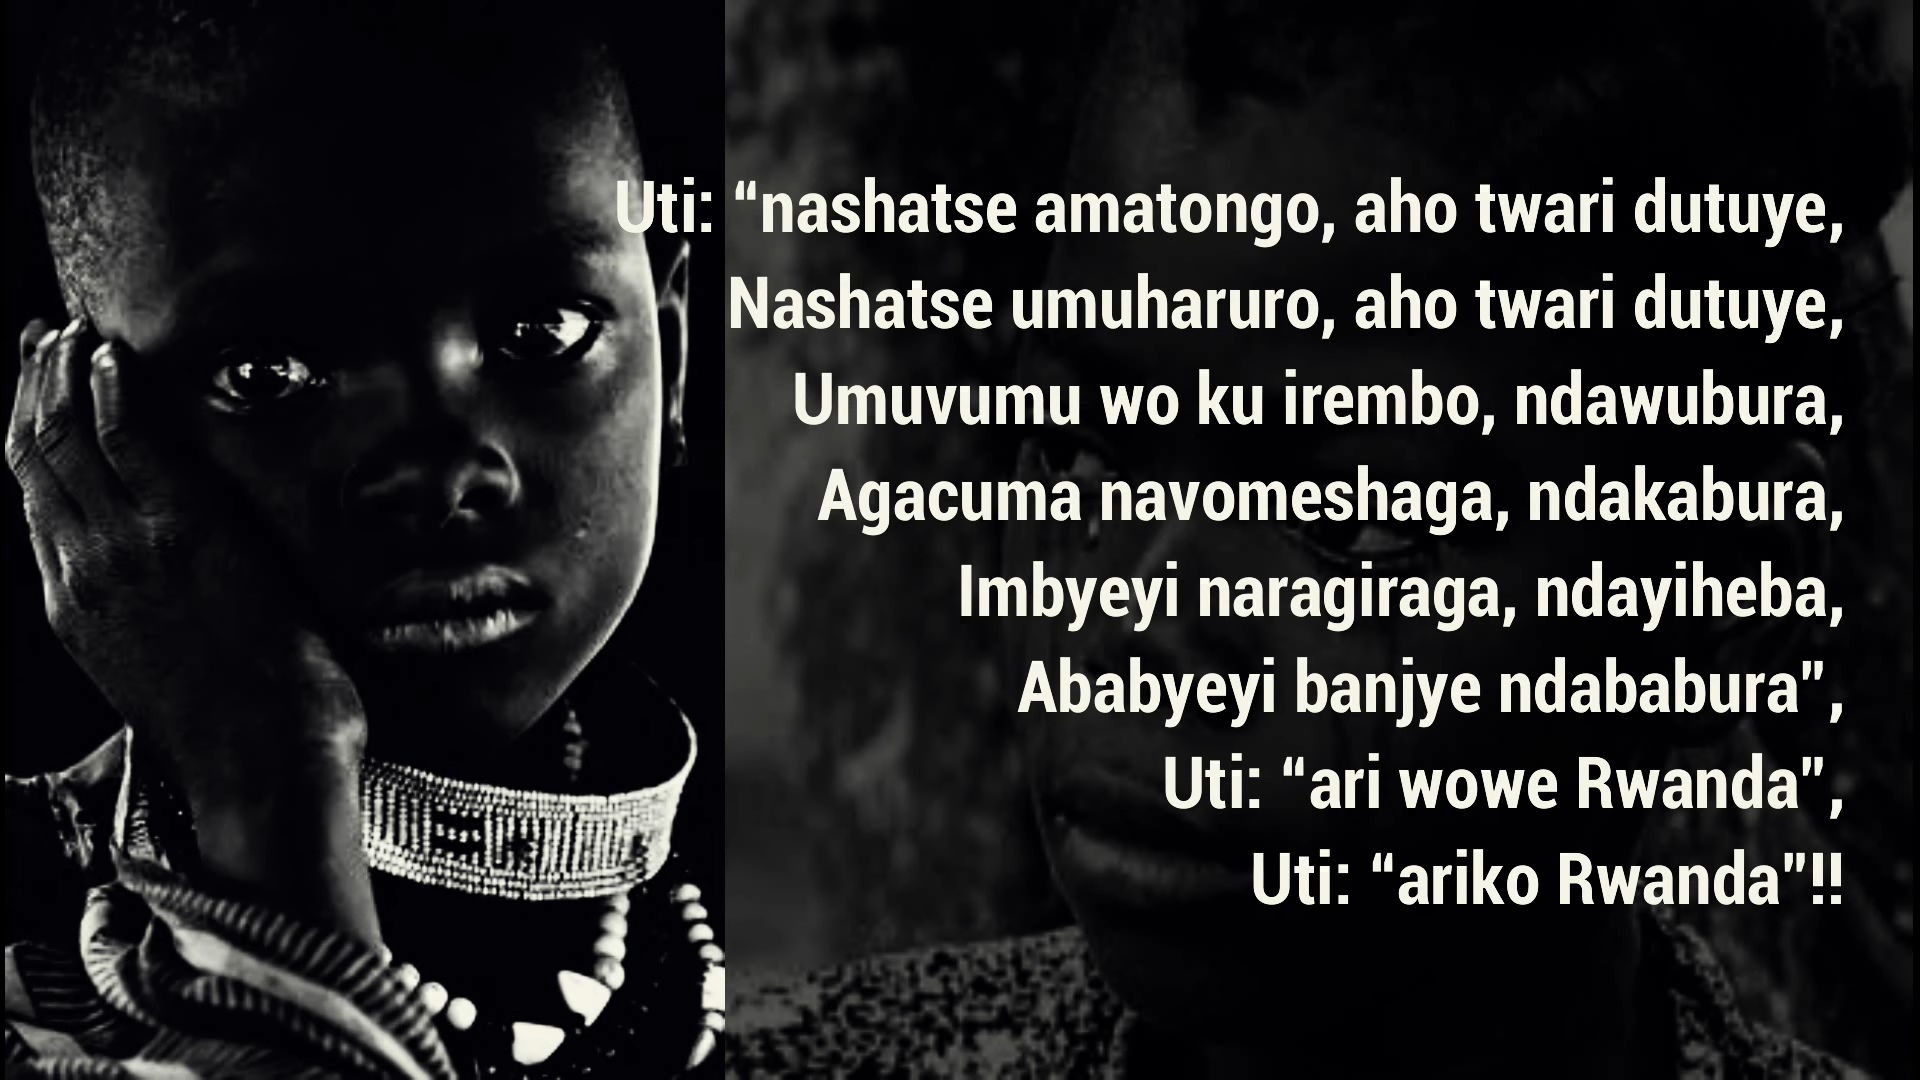 Uti: “nashatse amatongo, aho twari dutuye,
Nashatse umuharuro, aho twari dutuye,
Umuvumu wo ku irembo, ndawubura,
Agacuma navomeshaga, ndakabura,
Imbyeyi naragiraga, ndayiheba,
Ababyeyi banjye ndababura”,
Uti: “ari wowe Rwanda”,
Uti: “ariko Rwanda”!!